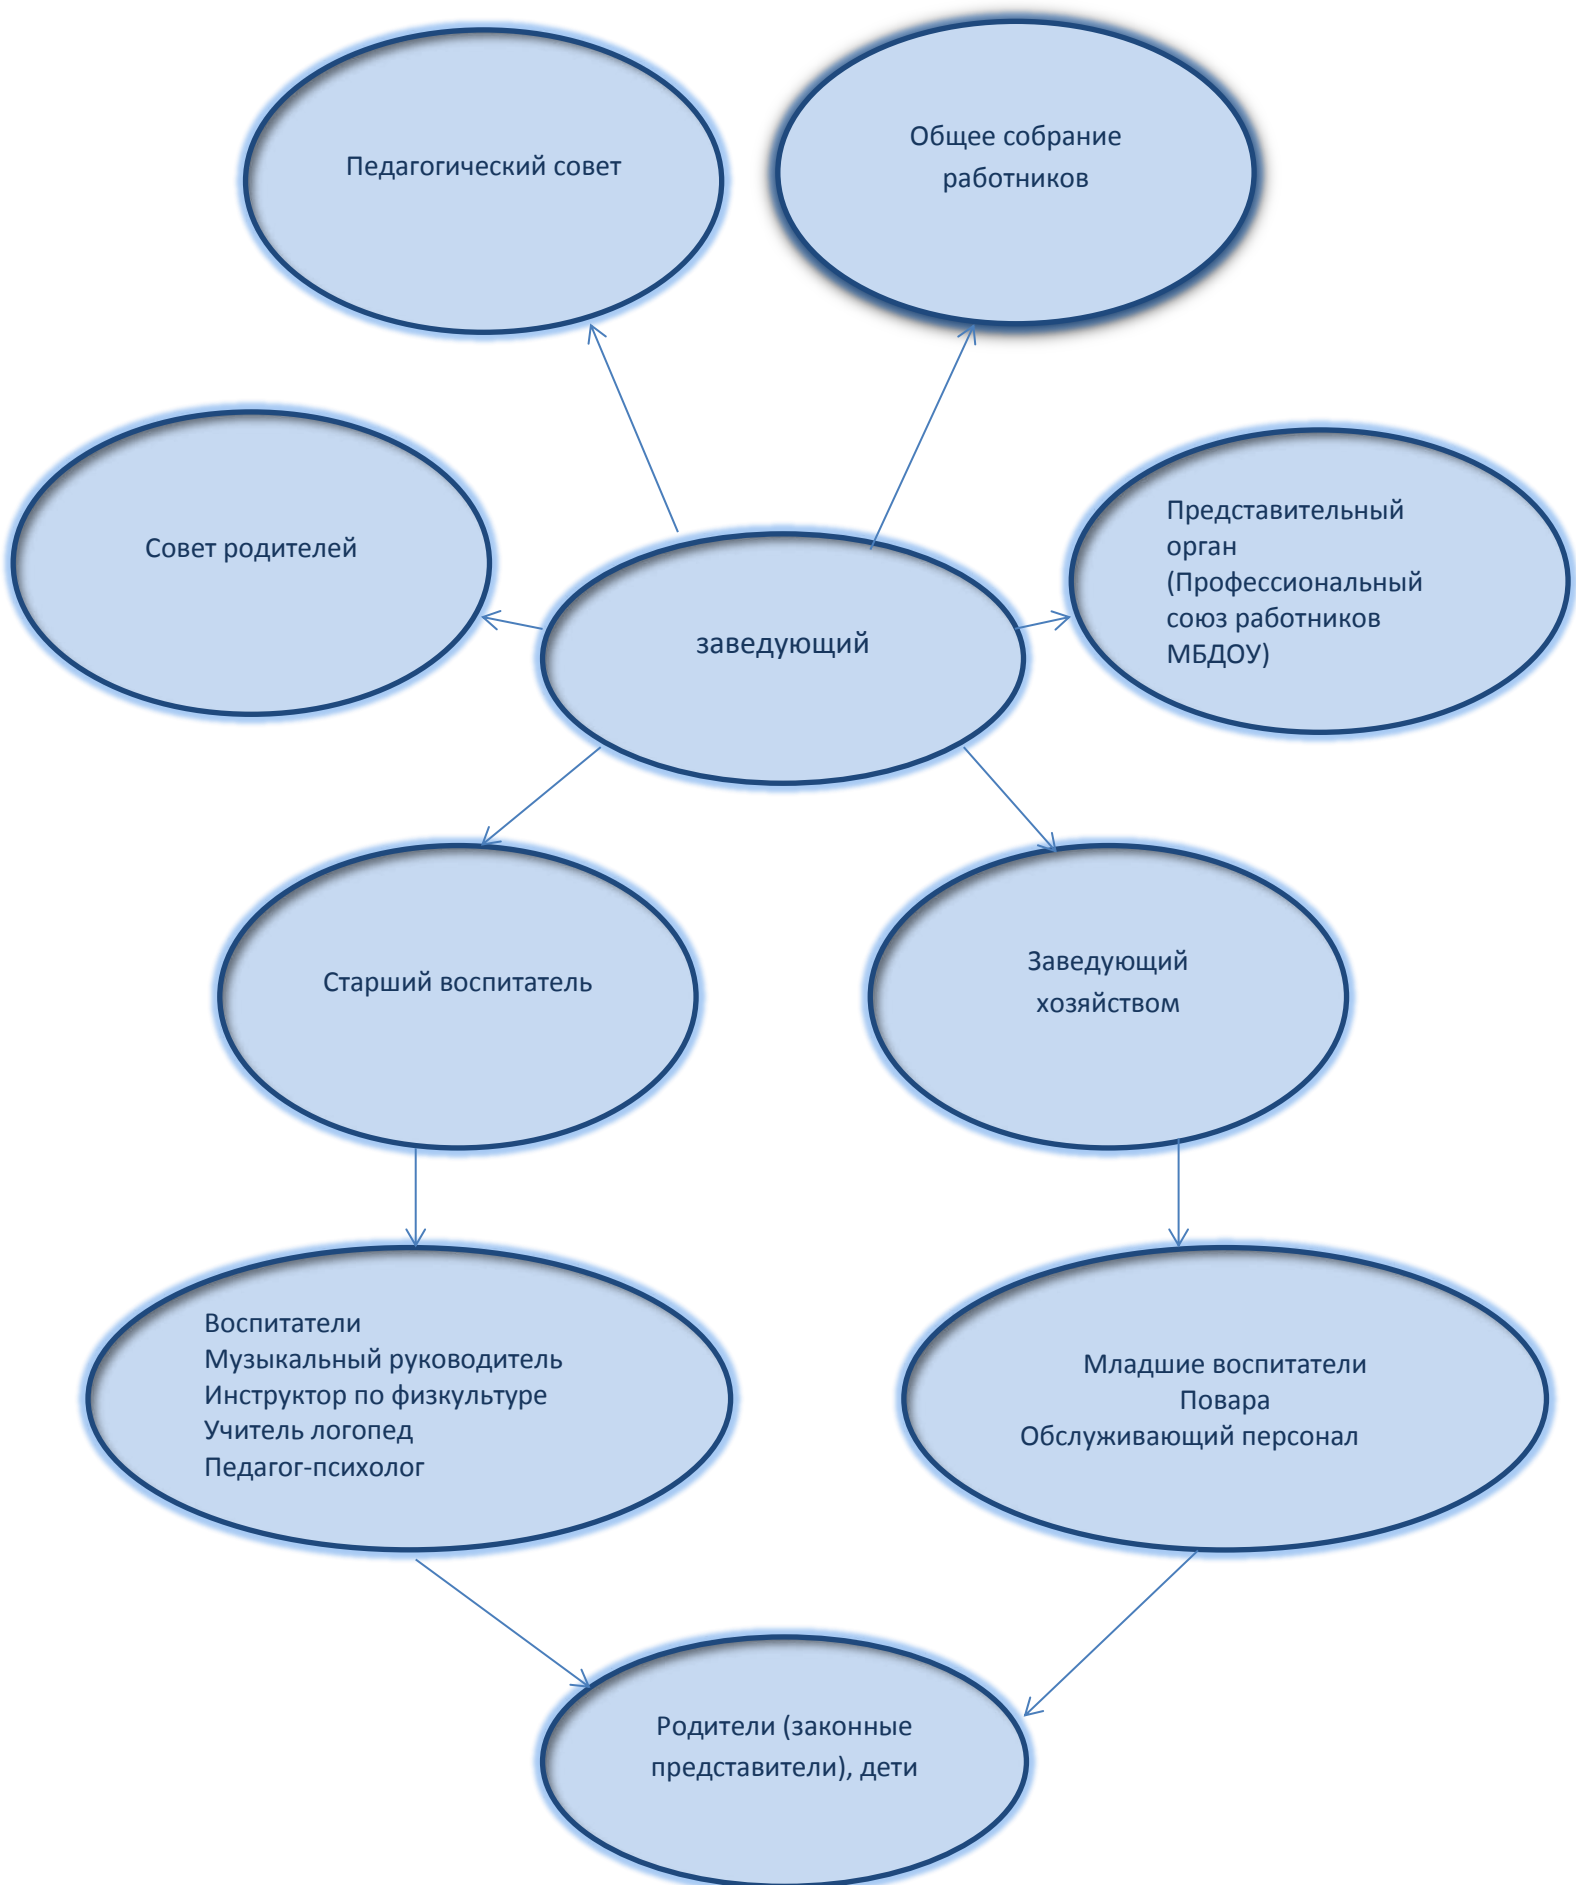 Педагогический совет
Общее собрание
работников
Совет родителей
Представительный
орган
(Профессиональный
союз работников
МБДОУ)
заведующий
Старший воспитатель
Заведующий
хозяйством
Воспитатели
Музыкальный руководитель
Инструктор по физкультуре
Учитель логопед
Педагог-психолог
Младшие воспитатели
Повара
Обслуживающий персонал
Родители (законные
представители), дети